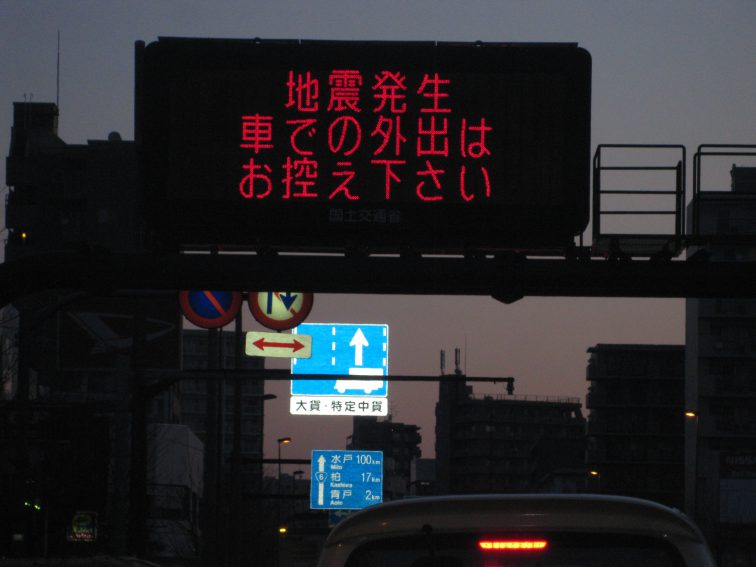 地震発生
車での外出は
お控え下さい
国土交通省
大貨・特定中貨
水戸 100km
Mito
6
柏 17km
Kashiwa
青戸 2km
Aoto